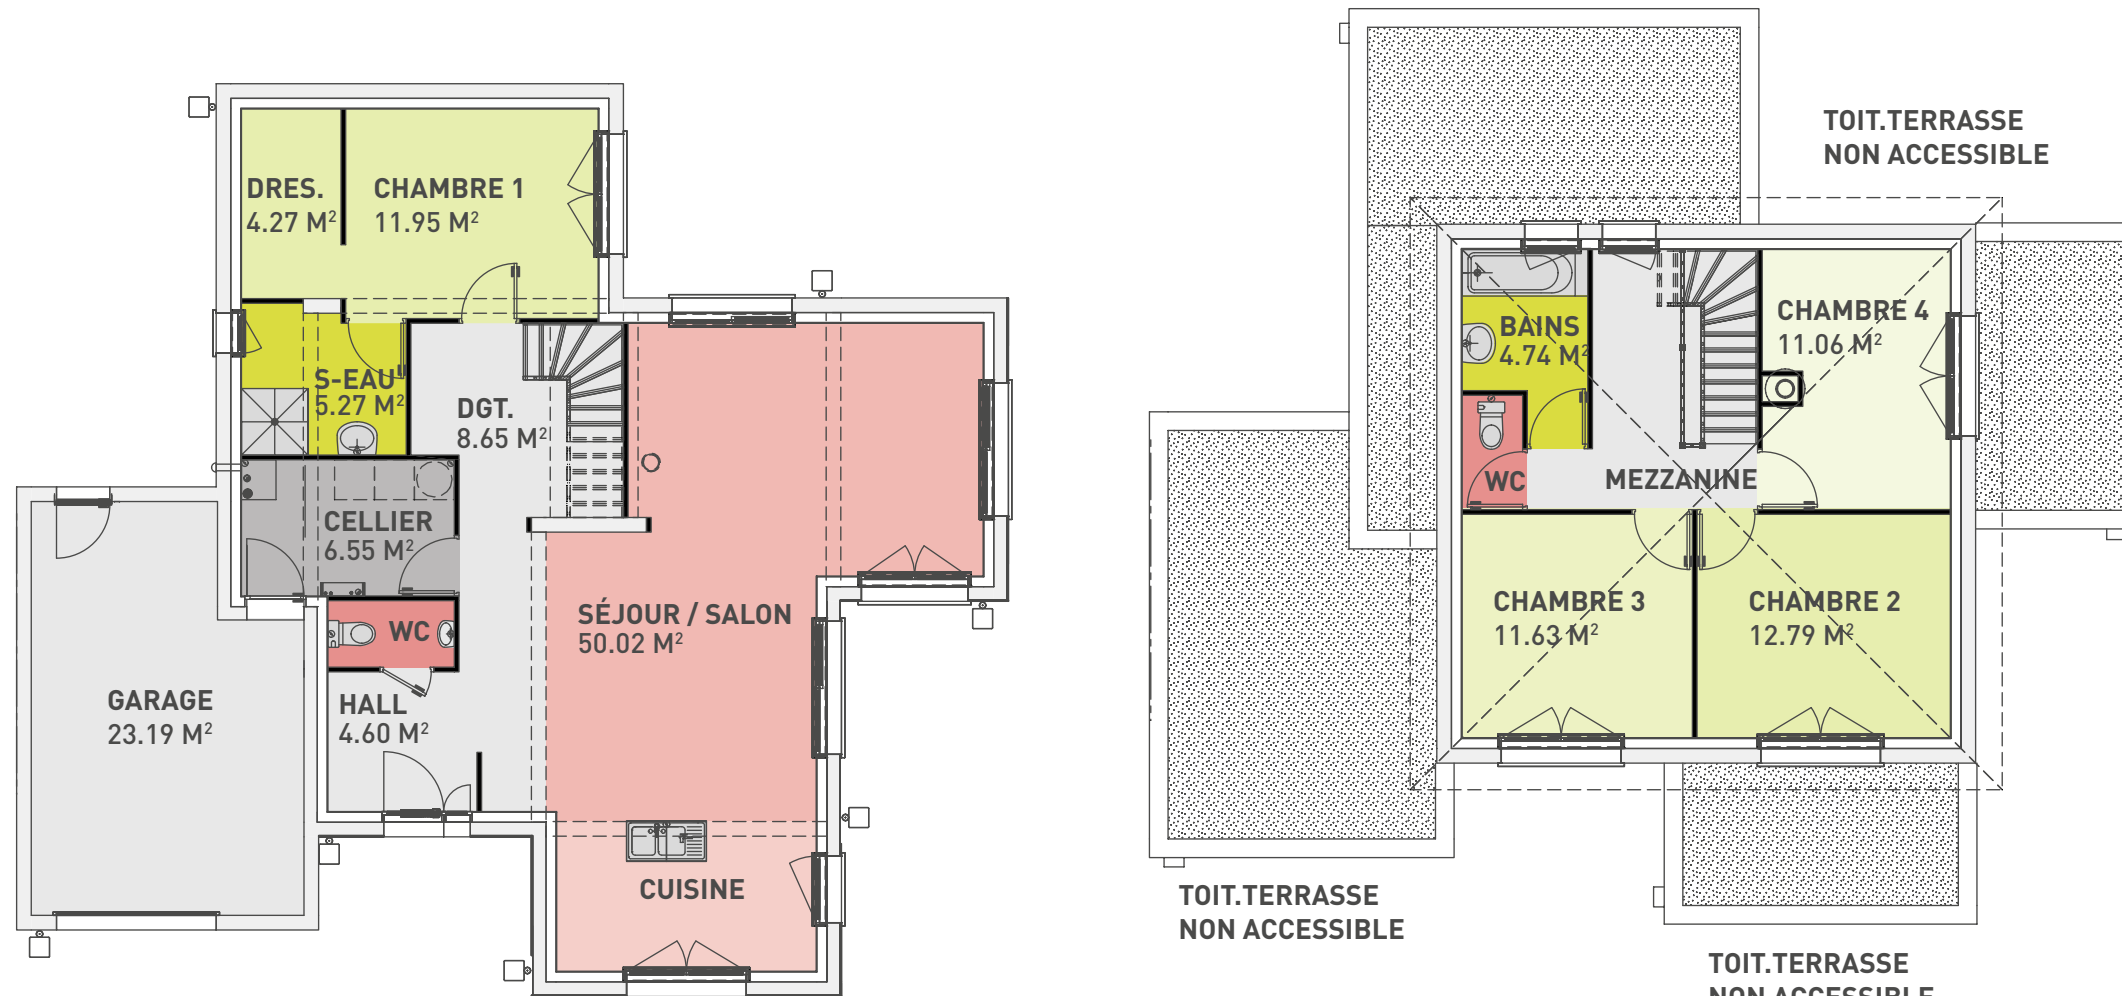 DRES.
4.27 M²
CHAMBRE 1
11.95 M²
S-EAU
5.27 M²
DGT.
8.65 M²
CELLIER
6.55 M²
WC
SÉJOUR / SALON
50.02 M²
GARAGE
23.19 M²
HALL
4.60 M²
CUISINE
TOIT.TERRASSE
NON ACCESSIBLE
CHAMBRE 4
11.06 M²
BAINS
4.74 M²
WC
MEZZANINE
CHAMBRE 3
11.63 M²
CHAMBRE 2
12.79 M²
TOIT.TERRASSE
NON ACCESSIBLE
TOIT.TERRASSE
NON ACCESSIBLE